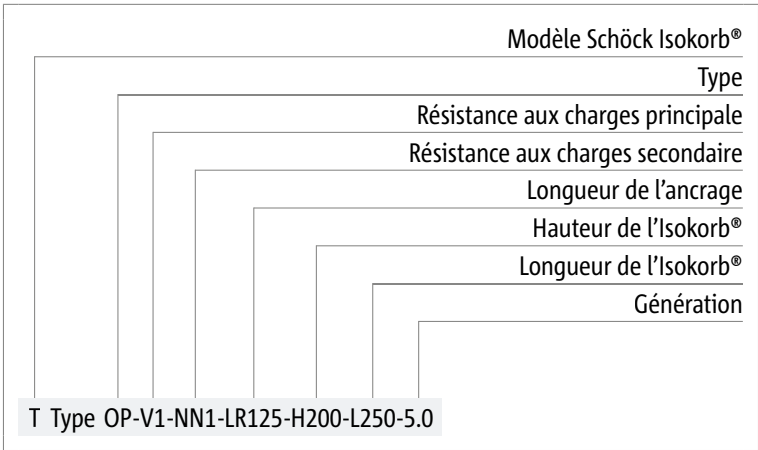 Modèle Schöck Isokorb®
Type
Résistance aux charges principale
Résistance aux charges secondaire
Longueur de l'ancrage
Hauteur de l'Isokorb®
Longueur de l'Isokorb®
Génération
T Type OP-V1-NN1-LR125-H200-L250-5.0